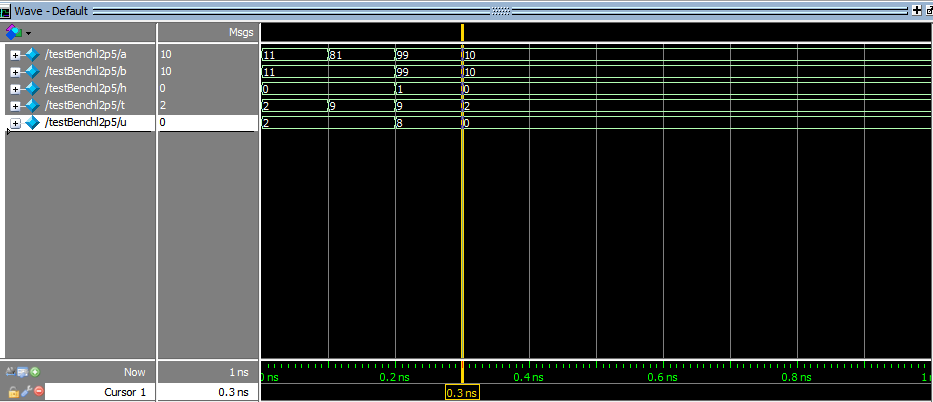 Wave - Default
Msgs
/testBenchl2p5/a 10 11 81 99 10
/testBenchl2p5/b 10 11 99 10
/testBenchl2p5/h 0 0 1 0
/testBenchl2p5/t 2 2 9 9 2
/testBenchl2p5/u 0 2 8 0
Now 1 ns 0 ns 0.2 ns 0.4 ns 0.6 ns 0.8 ns 1
Cursor 1 0.3 ns 0.3 ns